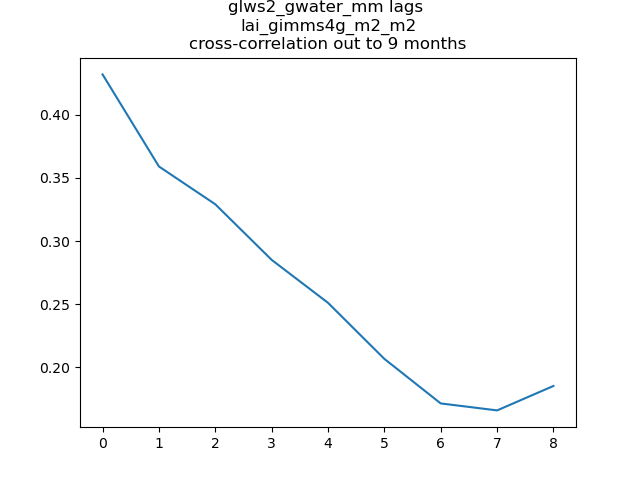 glws2_gwater_mm lags
lai_gimms4g_m2_m2
cross-correlation out to 9 months
0.40
0.35
0.30
0.25
0.20
0 1 2 3 4 5 6 7 8